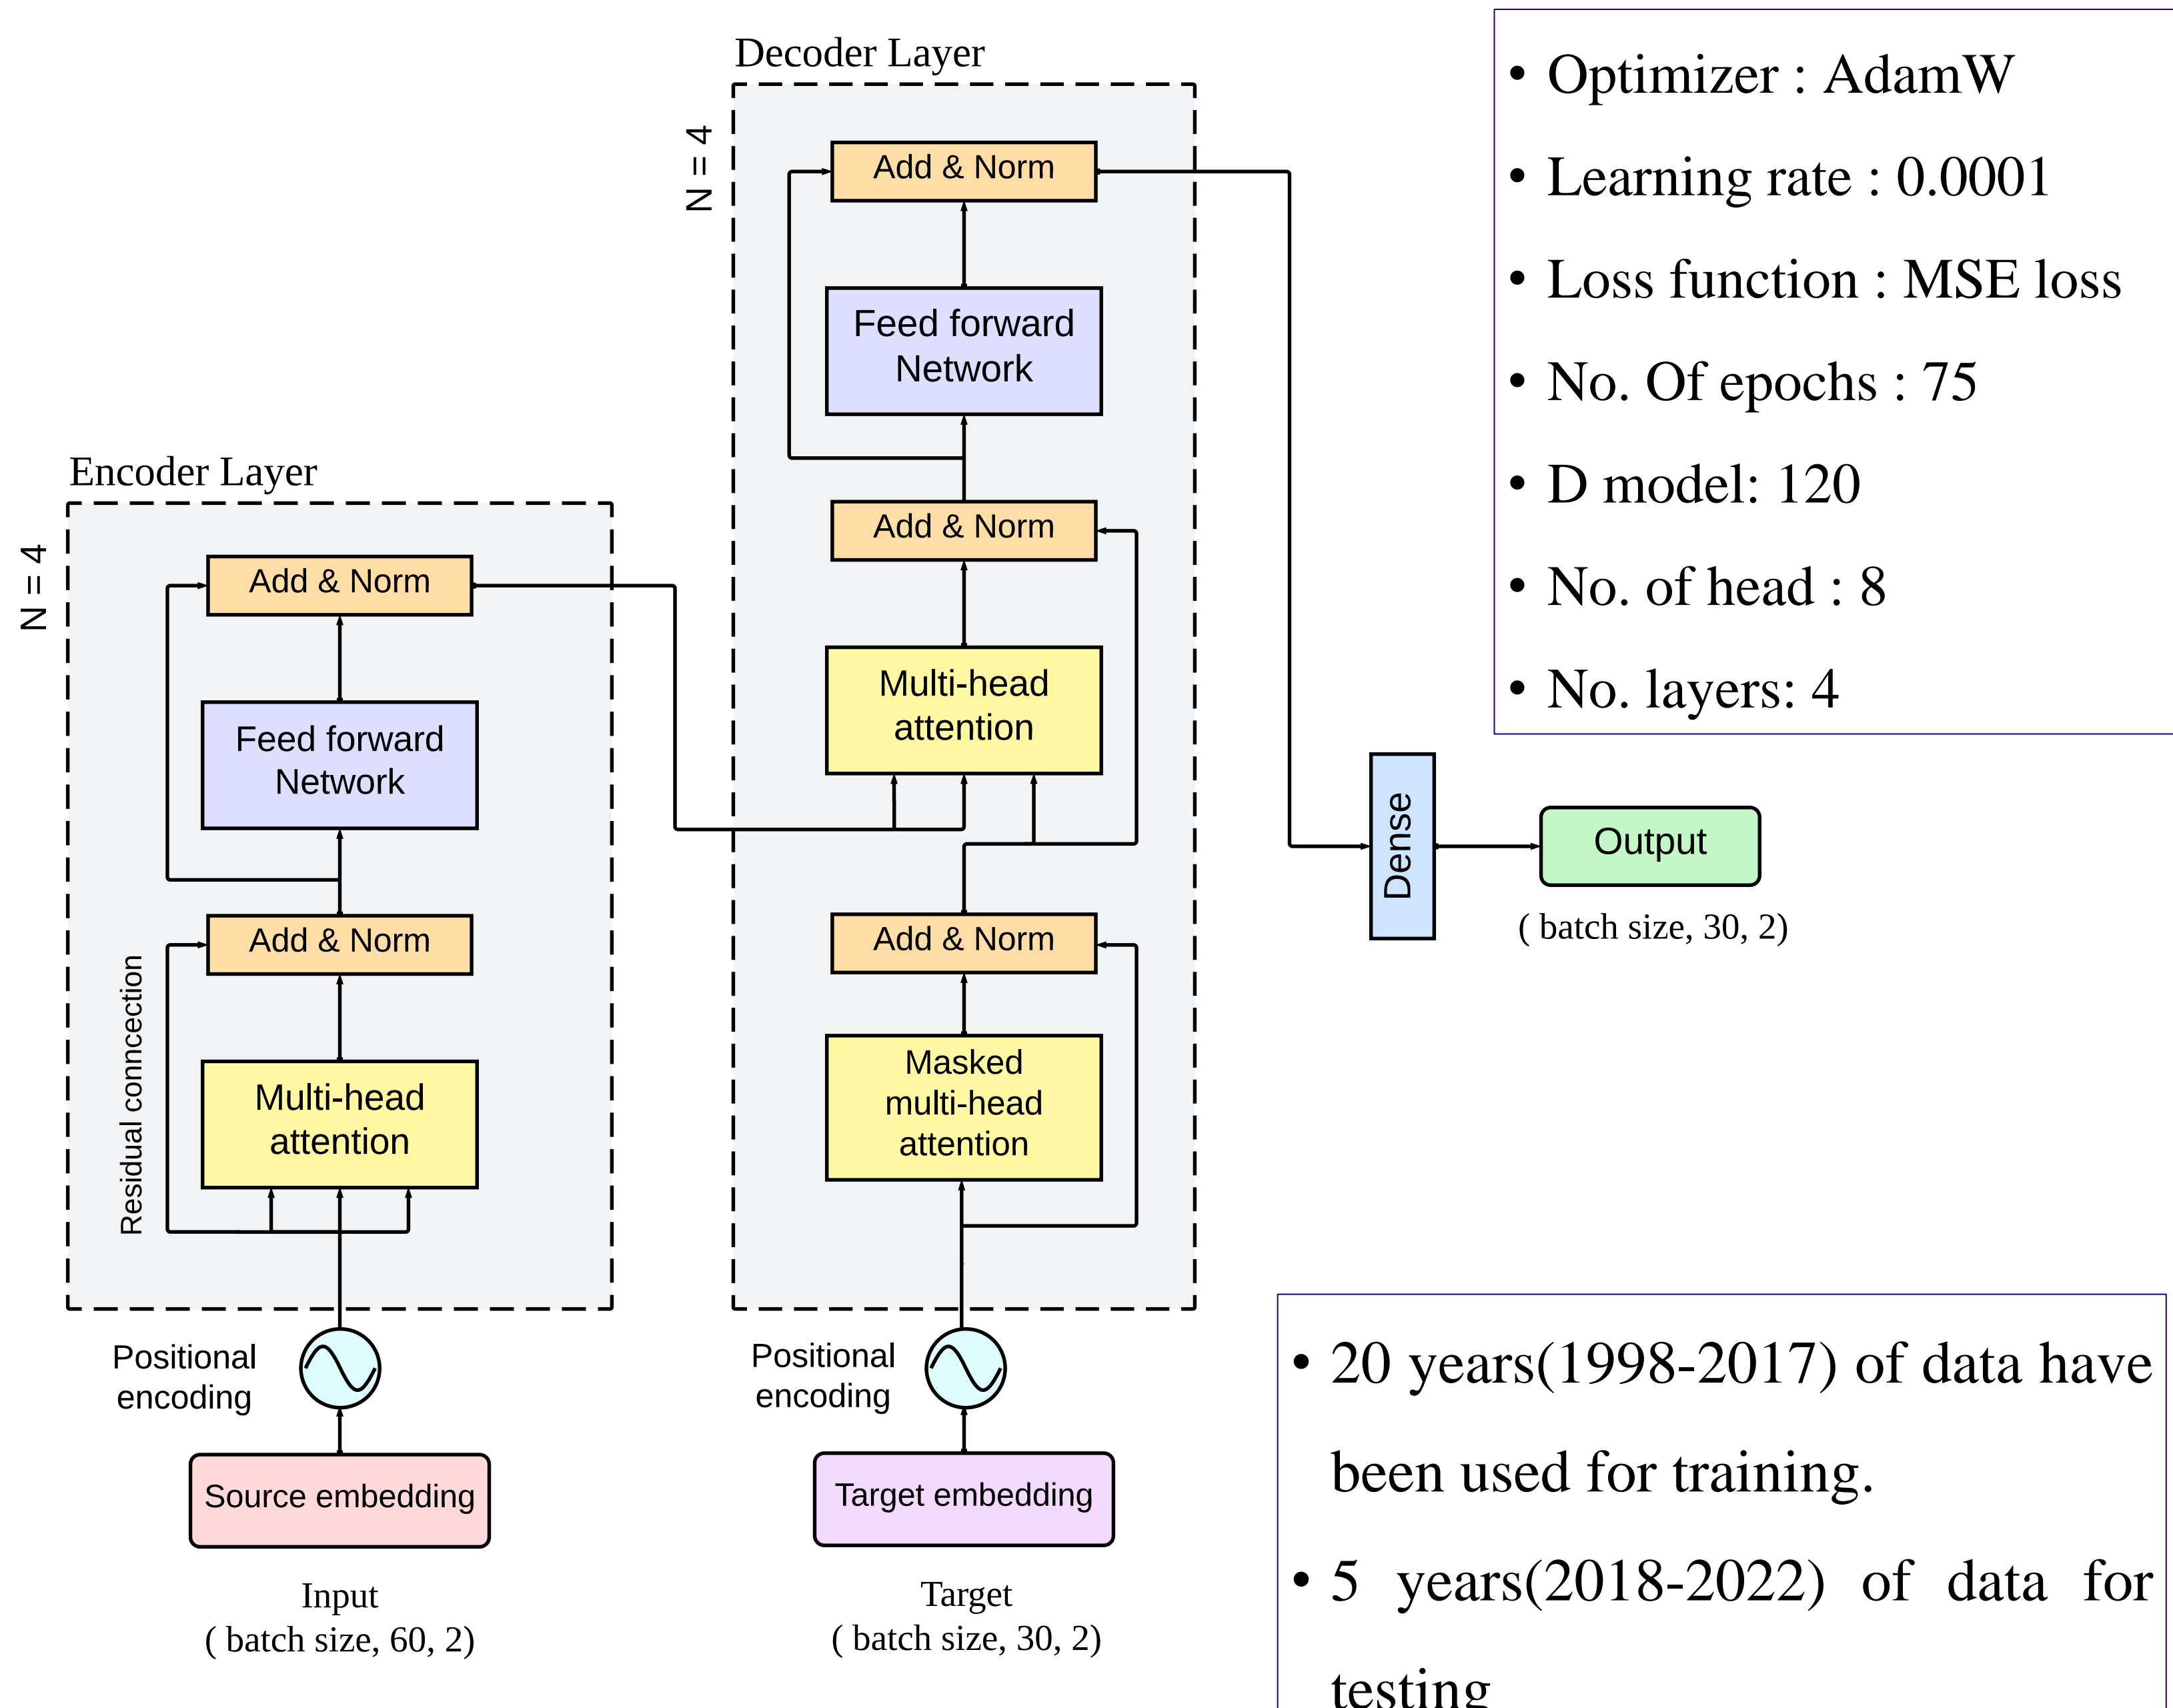 Decoder Layer
N = 4
Add & Norm
Feed forward
Network
Add & Norm
Multi-head
attention
Add & Norm
Masked
multi-head
attention
Positional
encoding
Target embedding
Target
( batch size, 30, 2)
Encoder Layer
N = 4
Add & Norm
Feed forward
Network
Add & Norm
Residual conncection
Multi-head
attention
Positional
encoding
Source embedding
Input
( batch size, 60, 2)
• Optimizer : AdamW
• Learning rate : 0.0001
• Loss function : MSE loss
• No. Of epochs : 75
• D model: 120
• No. of head : 8
• No. layers: 4
Dense
Output
( batch size, 30, 2)
• 20 years(1998-2017) of data have
been used for training.
• 5 years(2018-2022) of data for
testing